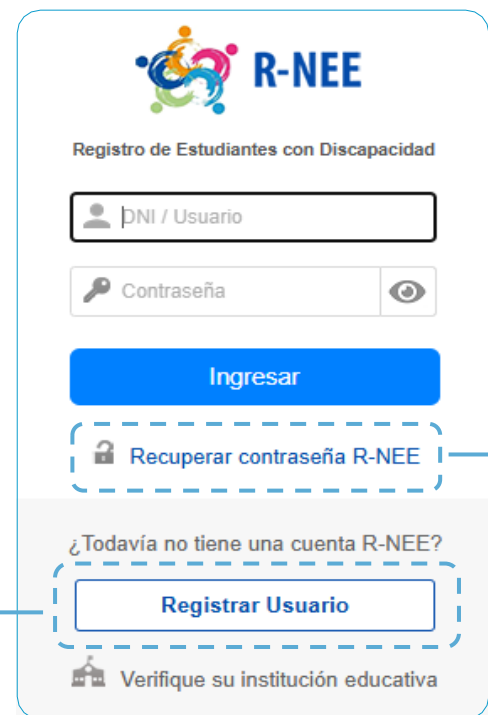 R-NEE
Registro de Estudiantes con Discapacidad
DNI / Usuario
Contraseña
Ingresar
Recuperar contraseña R-NEE
¿Todavía no tiene una cuenta R-NEE?
Registrar Usuario
Verifique su institución educativa